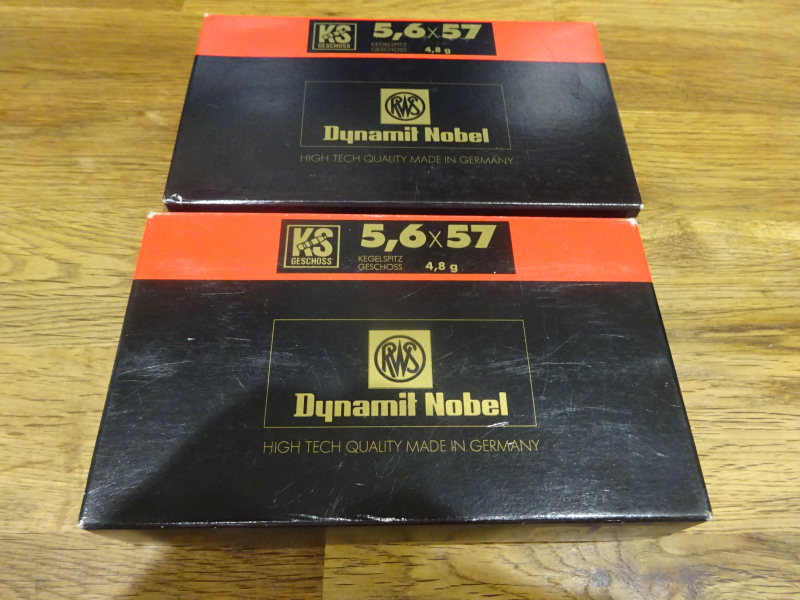 KS
GESCHOSS
5,6x57
KEGELSPITZ
GESCHOSS
4,8 g
RWS
Dynamit Nobel
HIGH TECH QUALITY MADE IN GERMANY
KS
GESCHOSS
5,6x57
KEGELSPITZ
GESCHOSS
4,8 g
RWS
Dynamit Nobel
HIGH TECH QUALITY MADE IN GERMANY